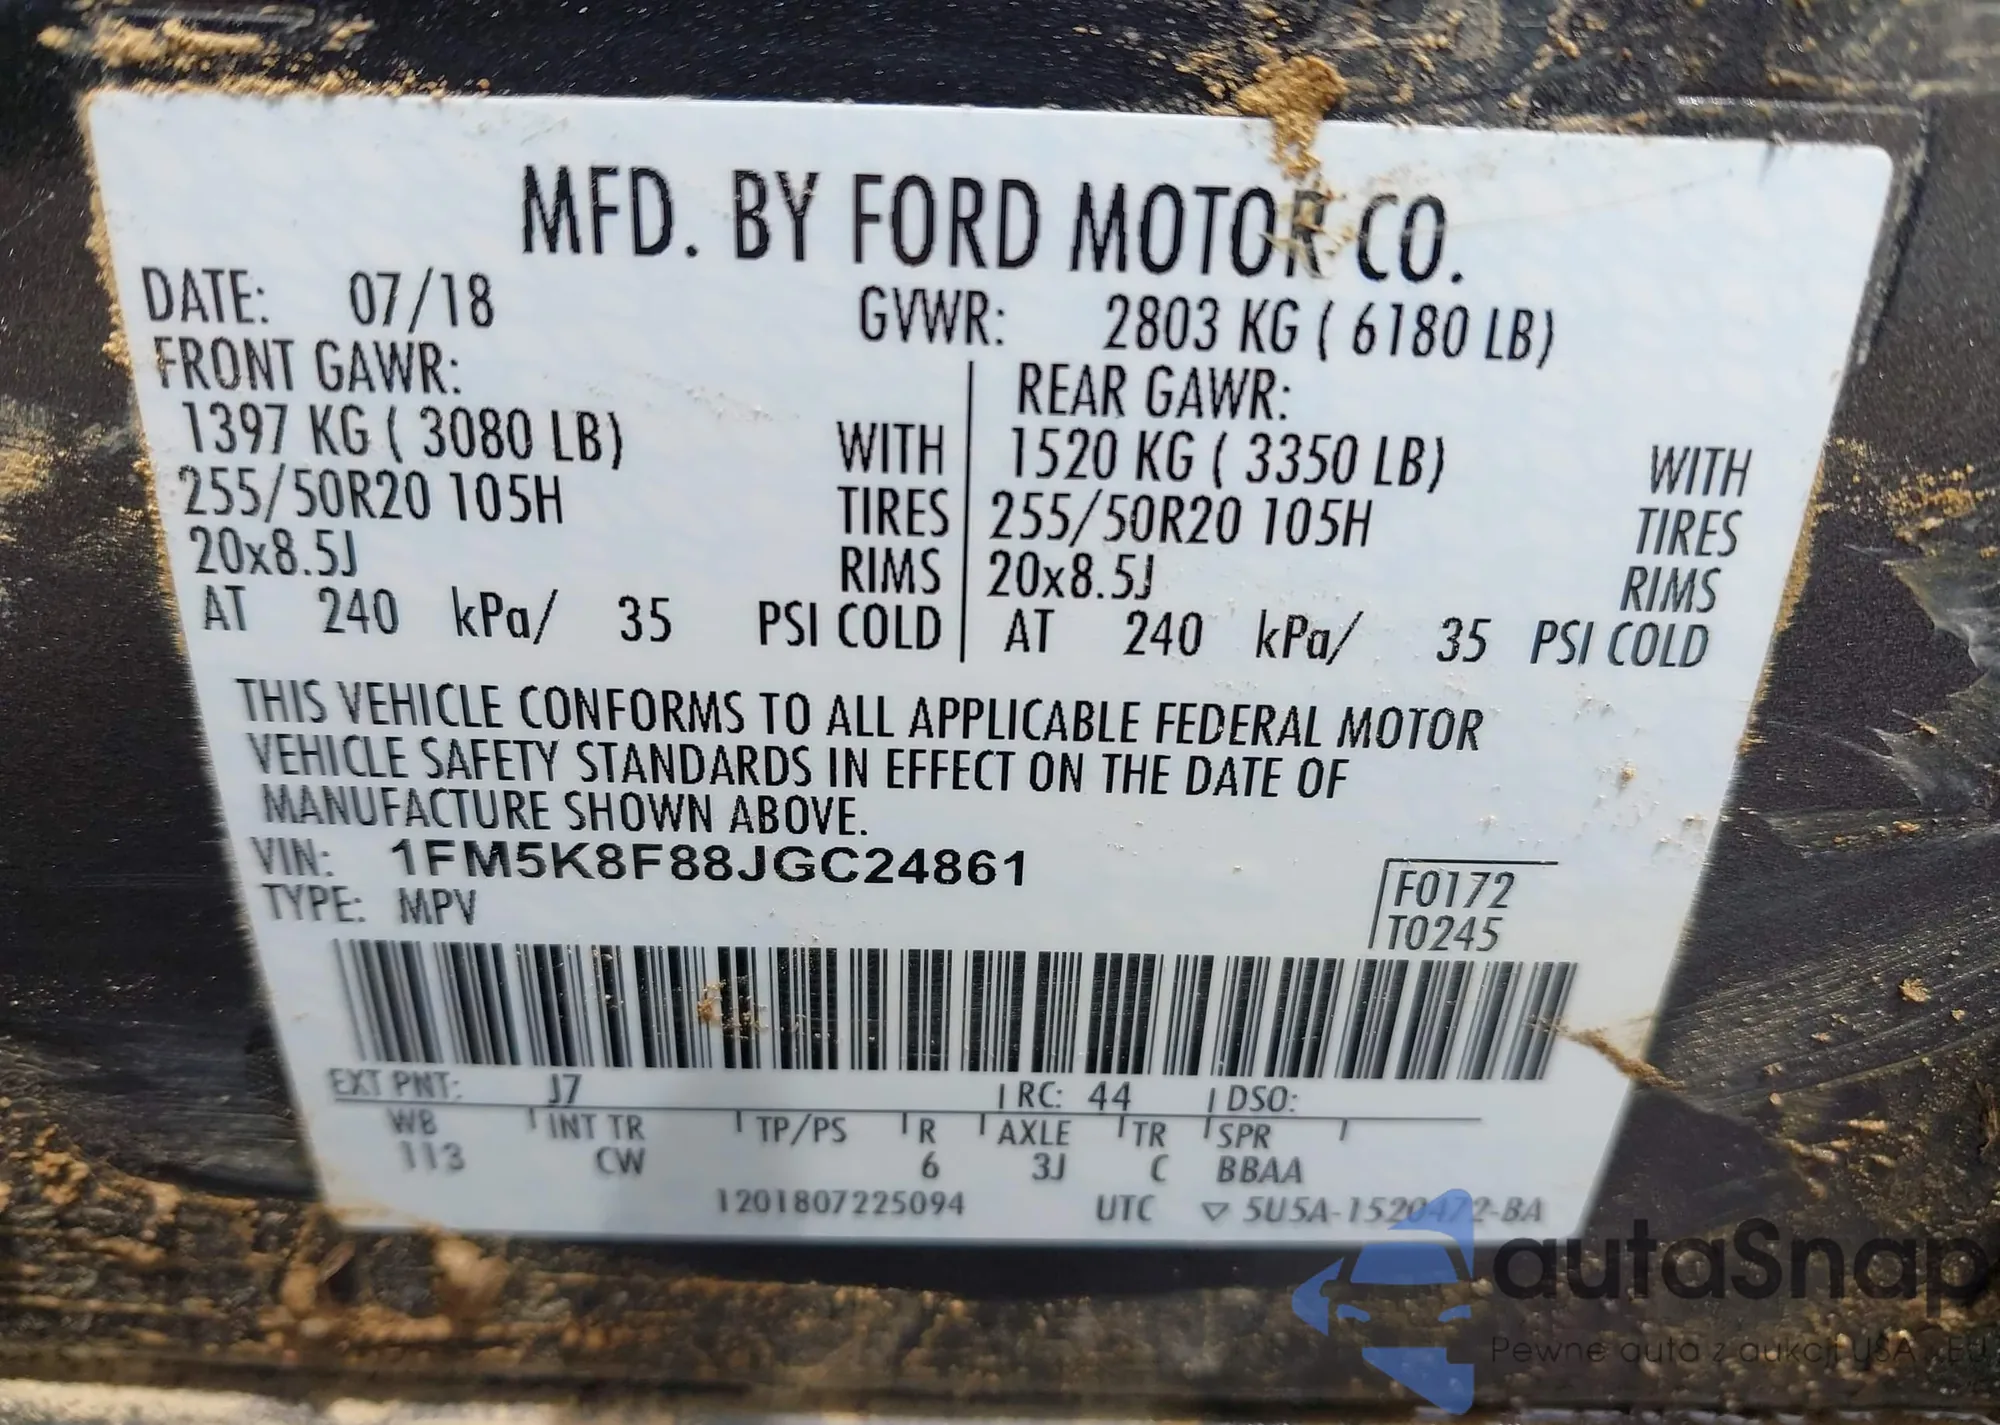 MFD. BY FORD MOTOR CO.
DATE: 07/18 GVWR: 2803 KG ( 6180 LB)
FRONT GAWR: REAR GAWR:
1397 KG ( 3080 LB) WITH 1520 KG ( 3350 LB) WITH
255/50R20 105H TIRES 255/50R20 105H TIRES
20x8.5J RIMS 20x8.5J RIMS
AT 240 kPa/ 35 PSI COLD AT 240 kPa/ 35 PSI COLD
THIS VEHICLE CONFORMS TO ALL APPLICABLE FEDERAL MOTOR
VEHICLE SAFETY STANDARDS IN EFFECT ON THE DATE OF
MANUFACTURE SHOWN ABOVE.
VIN: 1FM5K8F88JGC24861
TYPE: MPV
F0172
T0245
EXT PNT: J7 RC: 44 DSO:
WB INT TR TP/PS R AXLE TR SPR
113 CW 6 3J C BBAA
1201807225094 UTC ▽ 5U5A-1520472-BA
autaSnap
Pewne auta z aukcji USA i EU